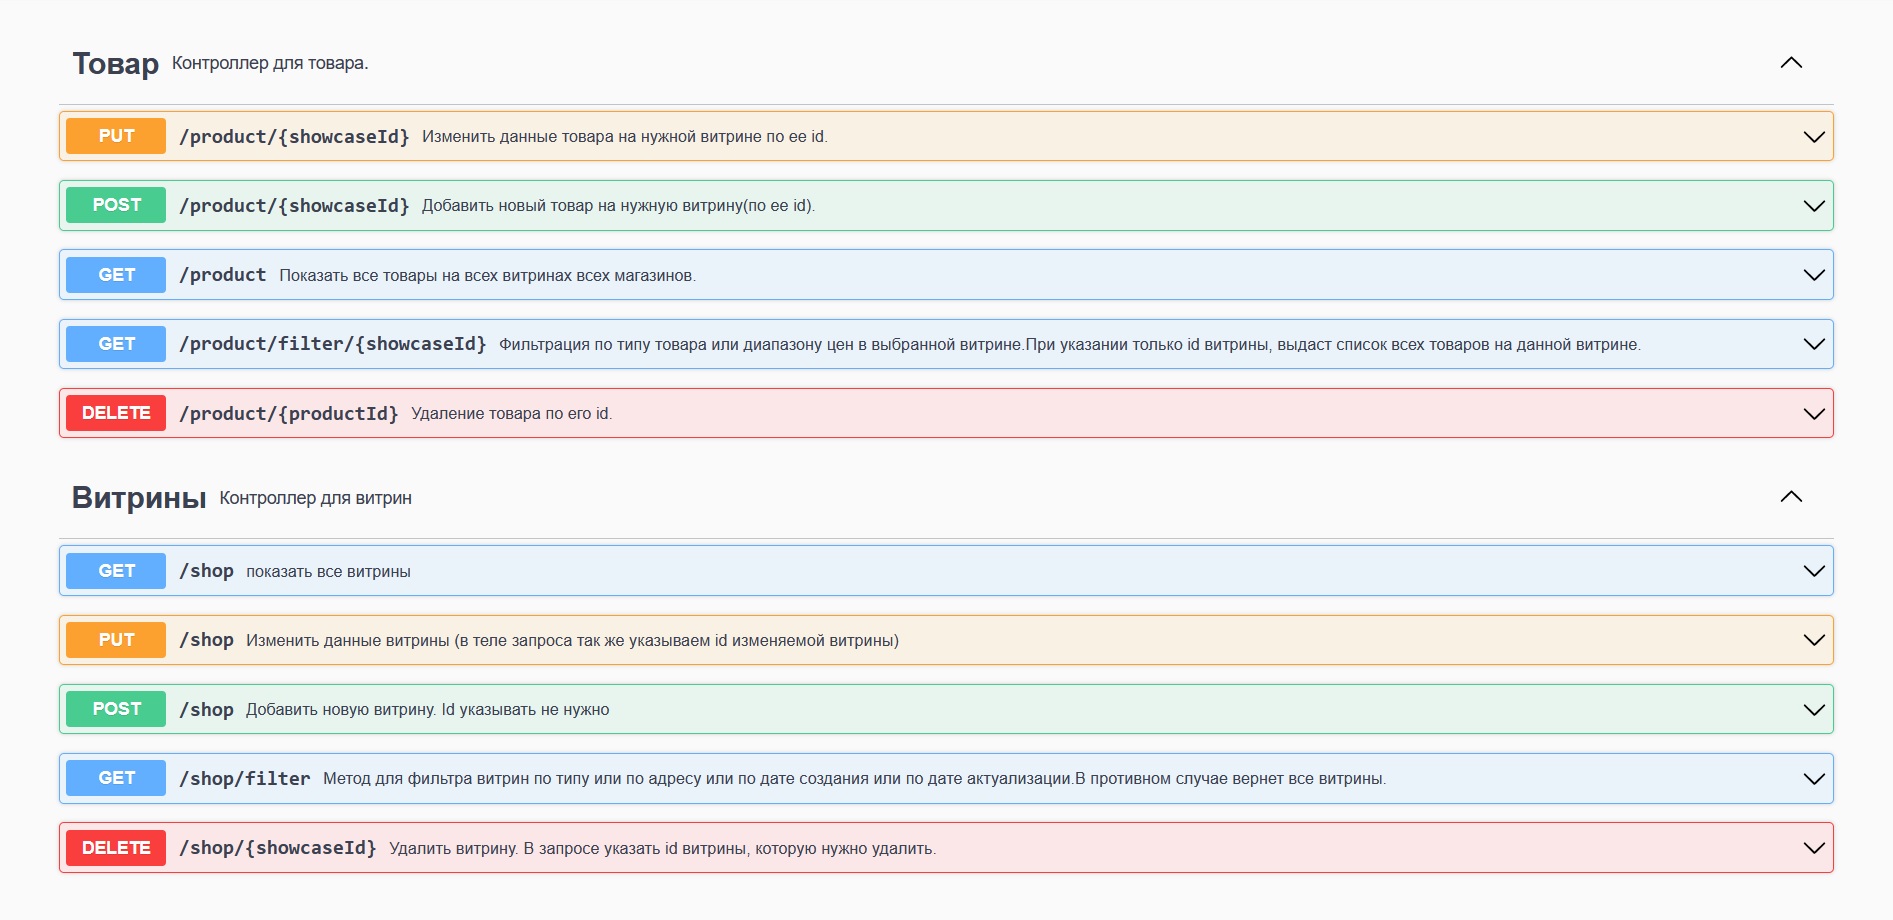 Товар Контроллер для товара.
PUT /product/{showcaseId} Изменить данные товара на нужной витрине по ее id.
POST /product/{showcaseId} Добавить новый товар на нужную витрину(по ее id).
GET /product Показать все товары на всех витринах всех магазинов.
GET /product/filter/{showcaseId} Фильтрация по типу товара или диапазону цен в выбранной витрине.При указании только id витрины, выдаст список всех товаров на данной витрине.
DELETE /product/{productId} Удаление товара по его id.
Витрины Контроллер для витрин
GET /shop показать все витрины
PUT /shop Изменить данные витрины (в теле запроса так же указываем id изменяемой витрины)
POST /shop Добавить новую витрину. Id указывать не нужно
GET /shop/filter Метод для фильтра витрин по типу или по адресу или по дате создания или по дате актуализации.В противном случае вернет все витрины.
DELETE /shop/{showcaseId} Удалить витрину. В запросе указать id витрины, которую нужно удалить.